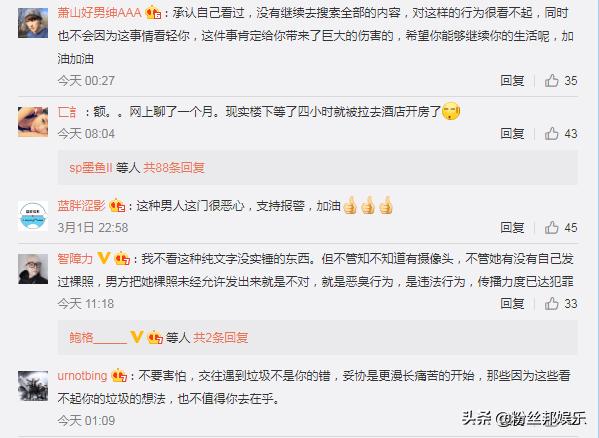 萧山好男绅AAA：承认自己看过，没有继续去搜索全部的内容，对这样的行为很看不起，同时
也不会因为这事情看轻你，这件事肯定给你带来了巨大的伤害的，希望你能够继续你的生活呢，加
油加油
今天 00:27 回复 35
匚訁：额。。网上聊了一个月。现实楼下等了四小时就被拉去酒店开房了
今天 08:04 回复 43
sp墨鱼II 等人 共88条回复
蓝胖涩影：这种男人这门很恶心，支持报警，加油
3月1日 22:58 回复 45
智障力：我不看这种纯文字没实锤的东西。但不管知不知道有摄像头，不管她有没有自己发
过裸照，男方把她裸照未经允许发出来就是不对，就是恶臭行为，是违法行为，传播力度已达犯罪
今天 11:18 回复 33
鲍格______ 等人 共2条回复
urnotbing：不要害怕，交往遇到垃圾不是你的错，妥协是更漫长痛苦的开始，那些因为这些看
不起你的垃圾的想法，也不值得你去在乎。
今天 01:09
头条 @粉丝邦娱乐